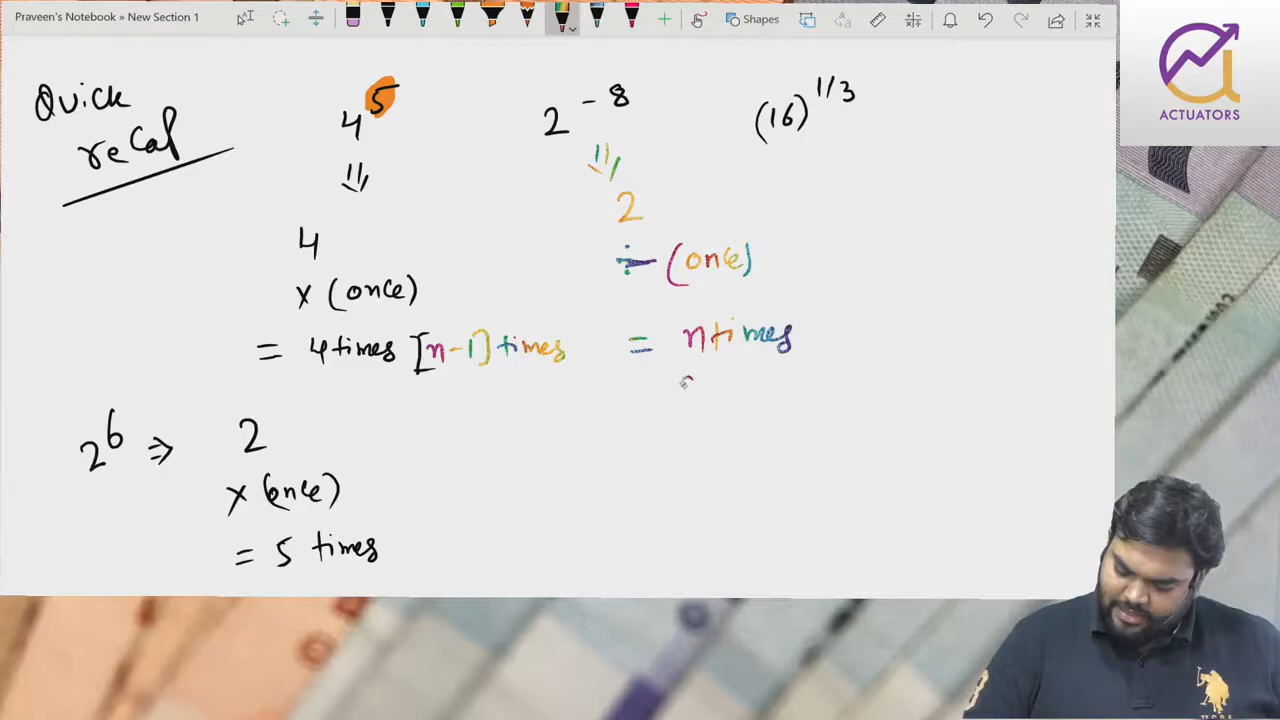 Praveen's Notebook » New Section 1
Shapes
ACTUATORS
Quick recap
4^5
2^-8
(16)^1/3
4
× (once)
= 4 times [n-1] times
2
÷ (once)
= n times
2^6 ⇒ 2
× (once)
= 5 times